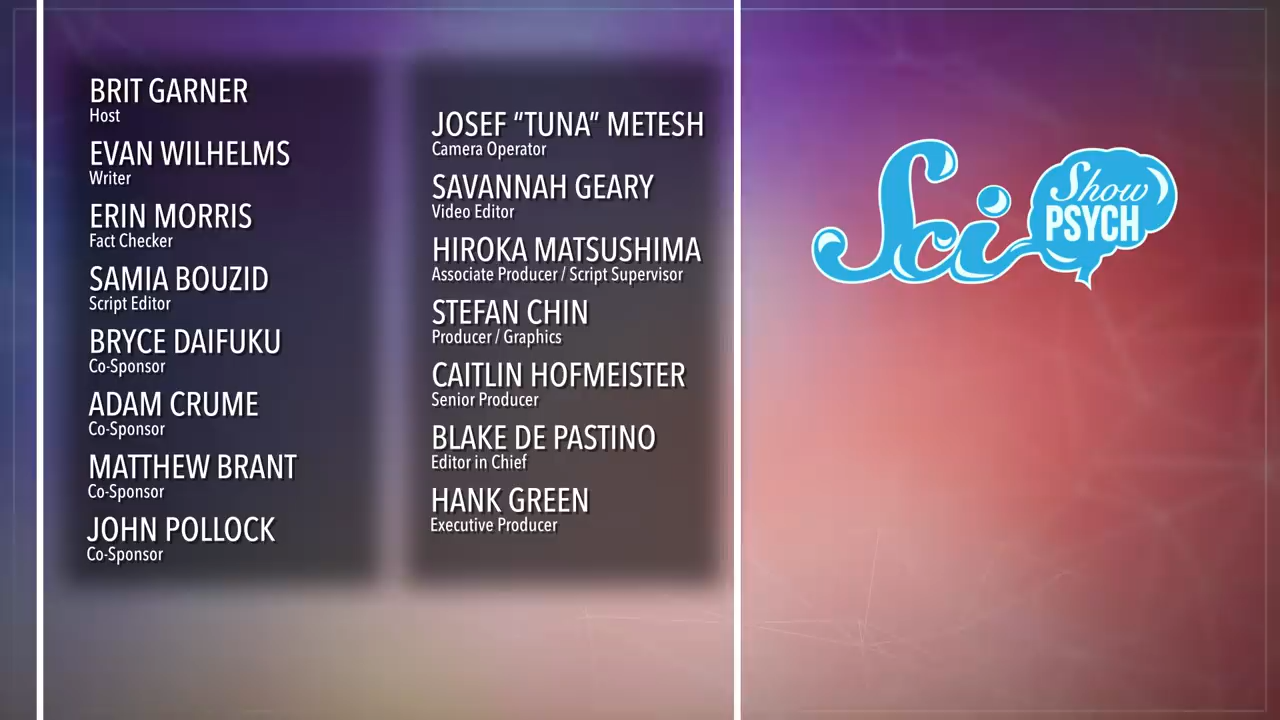 BRIT GARNER
Host
EVAN WILHELMS
Writer
ERIN MORRIS
Fact Checker
SAMIA BOUZID
Script Editor
BRYCE DAIFUKU
Co-Sponsor
ADAM CRUME
Co-Sponsor
MATTHEW BRANT
Co-Sponsor
JOHN POLLOCK
Co-Sponsor
JOSEF “TUNA” METESH
Camera Operator
SAVANNAH GEARY
Video Editor
HIROKA MATSUSHIMA
Associate Producer / Script Supervisor
STEFAN CHIN
Producer / Graphics
CAITLIN HOFMEISTER
Senior Producer
BLAKE DE PASTINO
Editor in Chief
HANK GREEN
Executive Producer
Sci Show
PSYCH